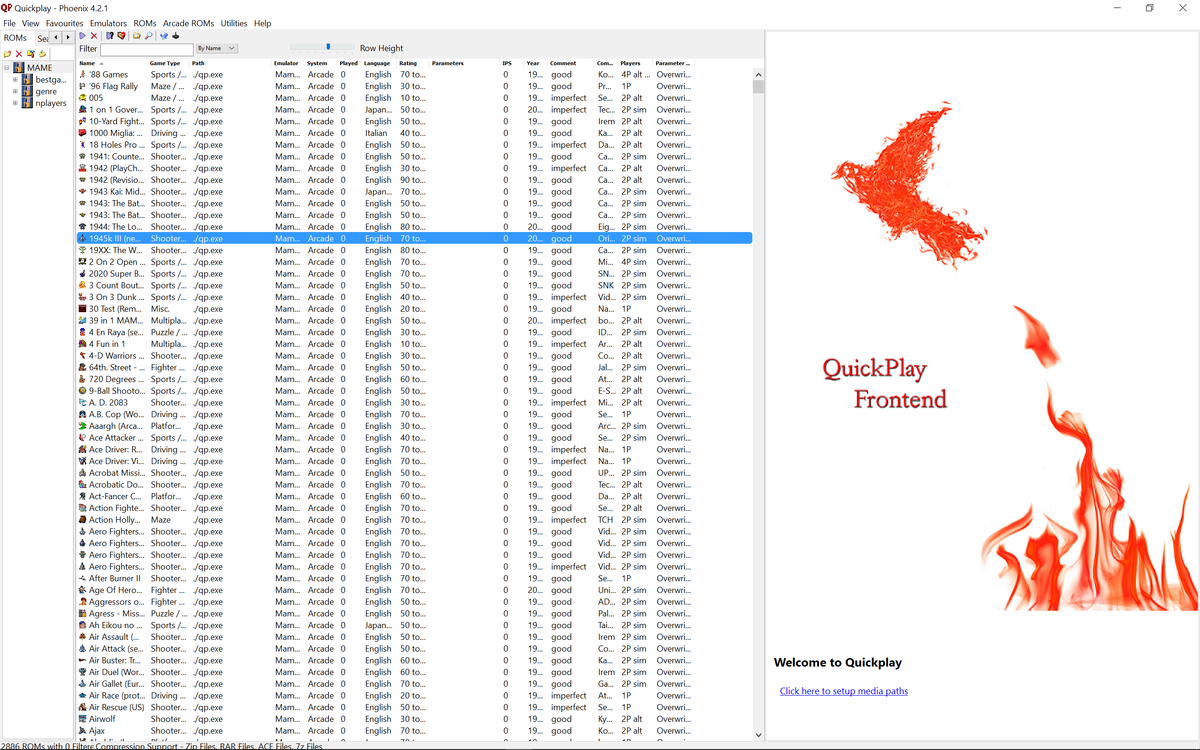 QP Quickplay - Phoenix 4.2.1
File View Favourites Emulators ROMs Arcade ROMs Utilities Help
ROMs Sea
Filter By Name Row Height
MAME
bestga...
genre
nplayers
Name Game Type Path Emulator System Played Language Rating Parameters IPS Year Comment Com... Players Parameter ...
'88 Games Sports /... ./qp.exe Mam... Arcade 0 English 70 to... 0 19... good Ko... 4P alt ... Overwri...
'96 Flag Rally Maze / ... ./qp.exe Mam... Arcade 0 English 30 to... 0 19... good Pr... 1P Overwri...
005 Maze / ... ./qp.exe Mam... Arcade 0 English 10 to... 0 19... imperfect Se... 2P alt Overwri...
1 on 1 Gover... Sports /... ./qp.exe Mam... Arcade 0 Japan... 50 to... 0 20... imperfect Tec... 2P sim Overwri...
10-Yard Fight... Sports /... ./qp.exe Mam... Arcade 0 English 50 to... 0 19... good Irem 2P alt Overwri...
1000 Miglia: ... Driving ... ./qp.exe Mam... Arcade 0 Italian 40 to... 0 19... good Ka... 2P alt Overwri...
18 Holes Pro ... Sports /... ./qp.exe Mam... Arcade 0 English 50 to... 0 19... imperfect Da... 2P alt Overwri...
1941: Counte... Shooter... ./qp.exe Mam... Arcade 0 English 50 to... 0 19... good Ca... 2P sim Overwri...
1942 (PlayCh... Shooter... ./qp.exe Mam... Arcade 0 English 30 to... 0 19... imperfect Ca... 2P alt Overwri...
1942 (Revisio... Shooter... ./qp.exe Mam... Arcade 0 English 90 to... 0 19... good Ca... 2P alt Overwri...
1943 Kai: Mid... Shooter... ./qp.exe Mam... Arcade 0 Japan... 70 to... 0 19... good Ca... 2P sim Overwri...
1943: The Bat... Shooter... ./qp.exe Mam... Arcade 0 English 70 to... 0 19... good Ca... 2P sim Overwri...
1943: The Bat... Shooter... ./qp.exe Mam... Arcade 0 English 50 to... 0 19... good Ca... 2P sim Overwri...
1944: The Lo... Shooter... ./qp.exe Mam... Arcade 0 English 80 to... 0 20... good Eig... 2P sim Overwri...
1945k III (ne... Shooter... ./qp.exe Mam... Arcade 0 English 70 to... 0 20... good Ori... 2P sim Overwri...
19XX: The W... Shooter... ./qp.exe Mam... Arcade 0 English 80 to... 0 19... good Ca... 2P sim Overwri...
2 On 2 Open ... Sports /... ./qp.exe Mam... Arcade 0 English 70 to... 0 19... good Mi... 4P sim Overwri...
2020 Super B... Sports /... ./qp.exe Mam... Arcade 0 English 70 to... 0 19... good SN... 2P sim Overwri...
3 Count Bout... Sports /... ./qp.exe Mam... Arcade 0 English 50 to... 0 19... good SNK 2P sim Overwri...
3 On 3 Dunk ... Sports /... ./qp.exe Mam... Arcade 0 English 40 to... 0 19... imperfect Vid... 2P sim Overwri...
30 Test (Rem... Misc. ./qp.exe Mam... Arcade 0 English 20 to... 0 19... good Na... 1P Overwri...
39 in 1 MAM... Multipla... ./qp.exe Mam... Arcade 0 English 50 to... 0 20... imperfect bo... 2P alt Overwri...
4 En Raya (se... Puzzle / ... ./qp.exe Mam... Arcade 0 English 30 to... 0 19... good ID... 2P sim Overwri...
4 Fun in 1 Multipla... ./qp.exe Mam... Arcade 0 English 10 to... 0 19... imperfect Ar... 2P alt Overwri...
4-D Warriors ... Shooter... ./qp.exe Mam... Arcade 0 English 30 to... 0 19... good Co... 2P alt Overwri...
64th. Street - ... Fighter ... ./qp.exe Mam... Arcade 0 English 50 to... 0 19... good Jal... 2P sim Overwri...
720 Degrees ... Sports /... ./qp.exe Mam... Arcade 0 English 60 to... 0 19... good At... 2P alt Overwri...
9-Ball Shooto... Sports /... ./qp.exe Mam... Arcade 0 English 50 to... 0 19... good E-S... 2P alt Overwri...
A. D. 2083 Shooter... ./qp.exe Mam... Arcade 0 English 30 to... 0 19... imperfect Mi... 2P alt Overwri...
A.B. Cop (Wo... Driving ... ./qp.exe Mam... Arcade 0 English 70 to... 0 19... good Se... 1P Overwri...
Aaargh (Arca... Platfor... ./qp.exe Mam... Arcade 0 English 30 to... 0 19... good Arc... 2P sim Overwri...
Ace Attacker ... Sports /... ./qp.exe Mam... Arcade 0 English 40 to... 0 19... good Se... 2P sim Overwri...
Ace Driver: R... Driving ... ./qp.exe Mam... Arcade 0 English 70 to... 0 19... imperfect Na... 1P Overwri...
Ace Driver: Vi... Driving ... ./qp.exe Mam... Arcade 0 English 70 to... 0 19... imperfect Na... 1P Overwri...
Acrobat Missi... Shooter... ./qp.exe Mam... Arcade 0 English 50 to... 0 19... good UP... 2P sim Overwri...
Acrobatic Do... Shooter... ./qp.exe Mam... Arcade 0 English 70 to... 0 19... good Tec... 2P alt Overwri...
Act-Fancer C... Platfor... ./qp.exe Mam... Arcade 0 English 60 to... 0 19... good Da... 2P alt Overwri...
Action Fighte... Shooter... ./qp.exe Mam... Arcade 0 English 50 to... 0 19... good Se... 2P alt Overwri...
Action Holly... Maze ./qp.exe Mam... Arcade 0 English 70 to... 0 19... imperfect TCH 2P sim Overwri...
Aero Fighters... Shooter... ./qp.exe Mam... Arcade 0 English 70 to... 0 19... good Vid... 2P sim Overwri...
Aero Fighters... Shooter... ./qp.exe Mam... Arcade 0 English 70 to... 0 19... good Vid... 2P sim Overwri...
Aero Fighters... Shooter... ./qp.exe Mam... Arcade 0 English 70 to... 0 19... good Vid... 2P sim Overwri...
Aero Fighters... Shooter... ./qp.exe Mam... Arcade 0 English 70 to... 0 19... good Vid... 2P sim Overwri...
After Burner II Shooter... ./qp.exe Mam... Arcade 0 English 70 to... 0 19... good Se... 1P Overwri...
Age Of Hero... Fighter ... ./qp.exe Mam... Arcade 0 English 70 to... 0 20... good Uni... 2P sim Overwri...
Aggressors o... Fighter ... ./qp.exe Mam... Arcade 0 English 50 to... 0 19... good AD... 2P sim Overwri...
Agress - Miss... Puzzle / ... ./qp.exe Mam... Arcade 0 English 50 to... 0 19... good Pal... 2P sim Overwri...
Ah Eikou no ... Sports /... ./qp.exe Mam... Arcade 0 Japan... 50 to... 0 19... good Tai... 2P sim Overwri...
Air Assault (... Shooter... ./qp.exe Mam... Arcade 0 English 50 to... 0 19... good Irem 2P sim Overwri...
Air Attack (se... Shooter... ./qp.exe Mam... Arcade 0 English 50 to... 0 19... good Co... 2P sim Overwri...
Air Buster: Tr... Shooter... ./qp.exe Mam... Arcade 0 English 60 to... 0 19... good Ka... 2P sim Overwri...
Air Duel (Wor... Shooter... ./qp.exe Mam... Arcade 0 English 60 to... 0 19... good Irem 2P sim Overwri...
Air Gallet (Eur... Shooter... ./qp.exe Mam... Arcade 0 English 70 to... 0 19... good Ga... 2P sim Overwri...
Air Race (prot... Driving ... ./qp.exe Mam... Arcade 0 English 20 to... 0 19... imperfect At... 1P Overwri...
Air Rescue (US) Shooter... ./qp.exe Mam... Arcade 0 English 50 to... 0 19... imperfect Se... 1P Overwri...
Airwolf Shooter... ./qp.exe Mam... Arcade 0 English 30 to... 0 19... good Ky... 2P alt Overwri...
Ajax Shooter... ./qp.exe Mam... Arcade 0 English 70 to... 0 19... good Ko... 2P alt Overwri...
QuickPlay
Frontend
Welcome to Quickplay
Click here to setup media paths
2886 ROMs with 0 Filtere Compression Support - Zip Files, RAR Files, ACE Files, 7z Files